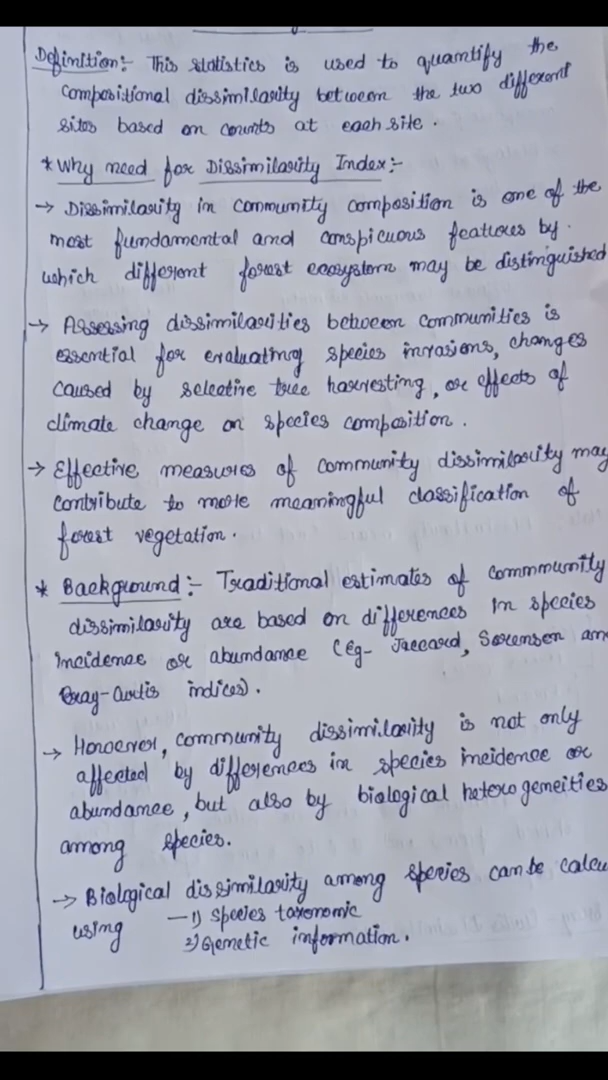 Definition:- This statistics is used to quantify the
compositional dissimilarity between the two different
sites based on counts at each site.
* Why need for Dissimilarity Index:-
→ Dissimilarity in community composition is one of the
most fundamental and conspicuous features by
which different forest ecosystem may be distinguished
→ Assessing dissimilarities between communities is
essential for evaluating species invasions, changes
caused by selective tree harvesting, or effects of
climate change on species composition.
→ Effective measures of community dissimilarity may
contribute to more meaningful classification of
forest vegetation.
* Background:- Traditional estimates of commmunity
dissimilarity are based on differences in species
incidence or abundance (Eg- Jaccard, Sorensen an
Bray-Curtis indices).
→ However, community dissimilarity is not only
affected by differences in species incidence or
abundance, but also by biological heterogeneities
among species.
→ Biological dissimilarity among species can be calcu
using —1) species taxonomic
2) Genetic information.